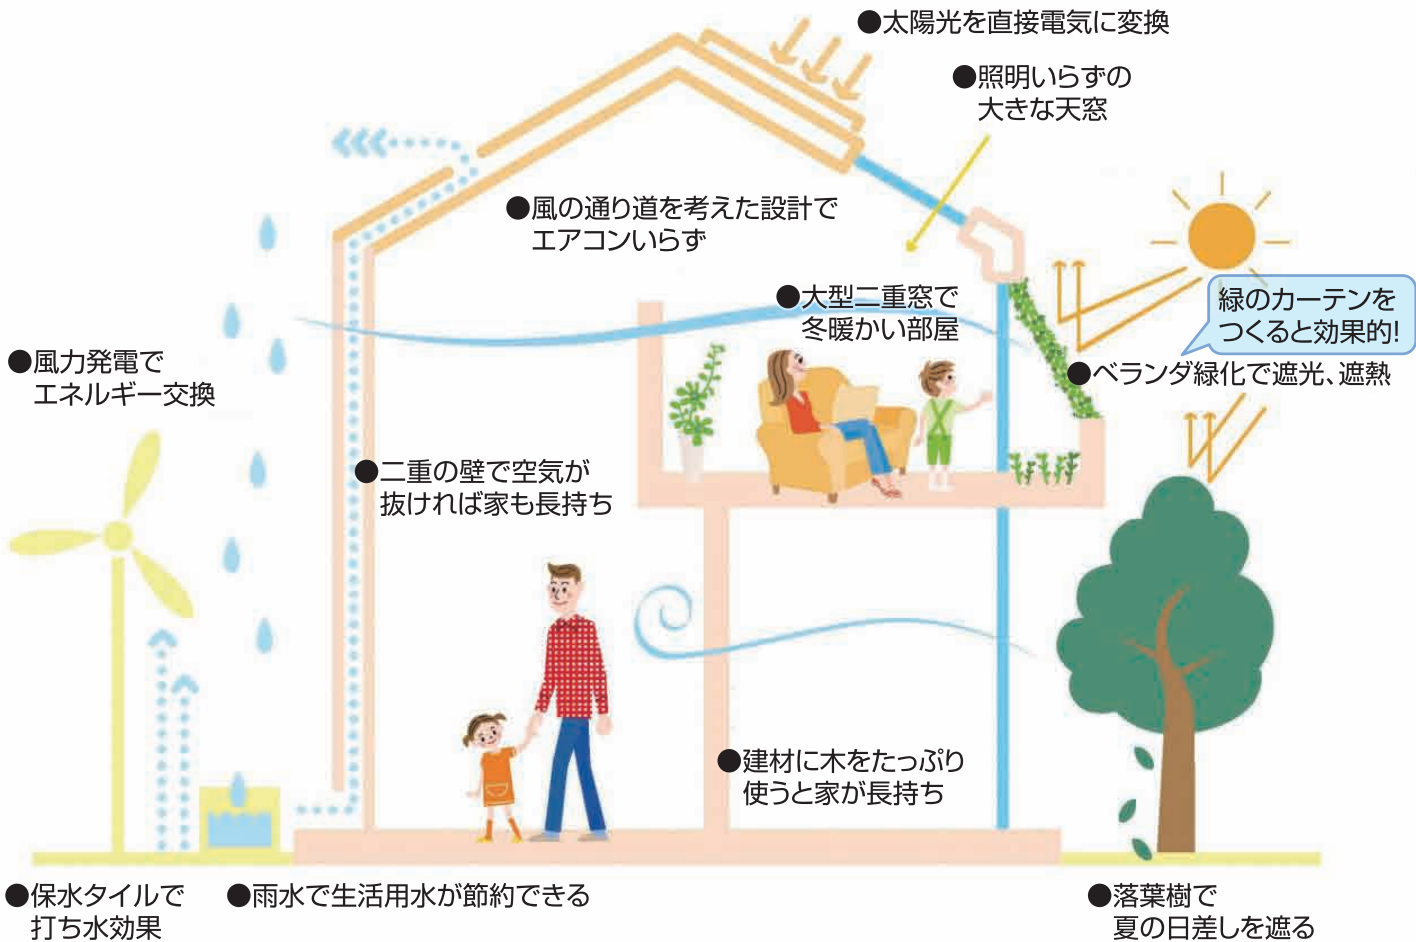 ●太陽光を直接電気に変換
●照明いらずの
大きな天窓
●風の通り道を考えた設計で
エアコンいらず
●大型二重窓で
冬暖かい部屋
緑のカーテンを
つくると効果的!
●ベランダ緑化で遮光、遮熱
●風力発電で
エネルギー交換
●二重の壁で空気が
抜ければ家も長持ち
●建材に木をたっぷり
使うと家が長持ち
●保水タイルで
打ち水効果
●雨水で生活用水が節約できる
●落葉樹で
夏の日差しを遮る